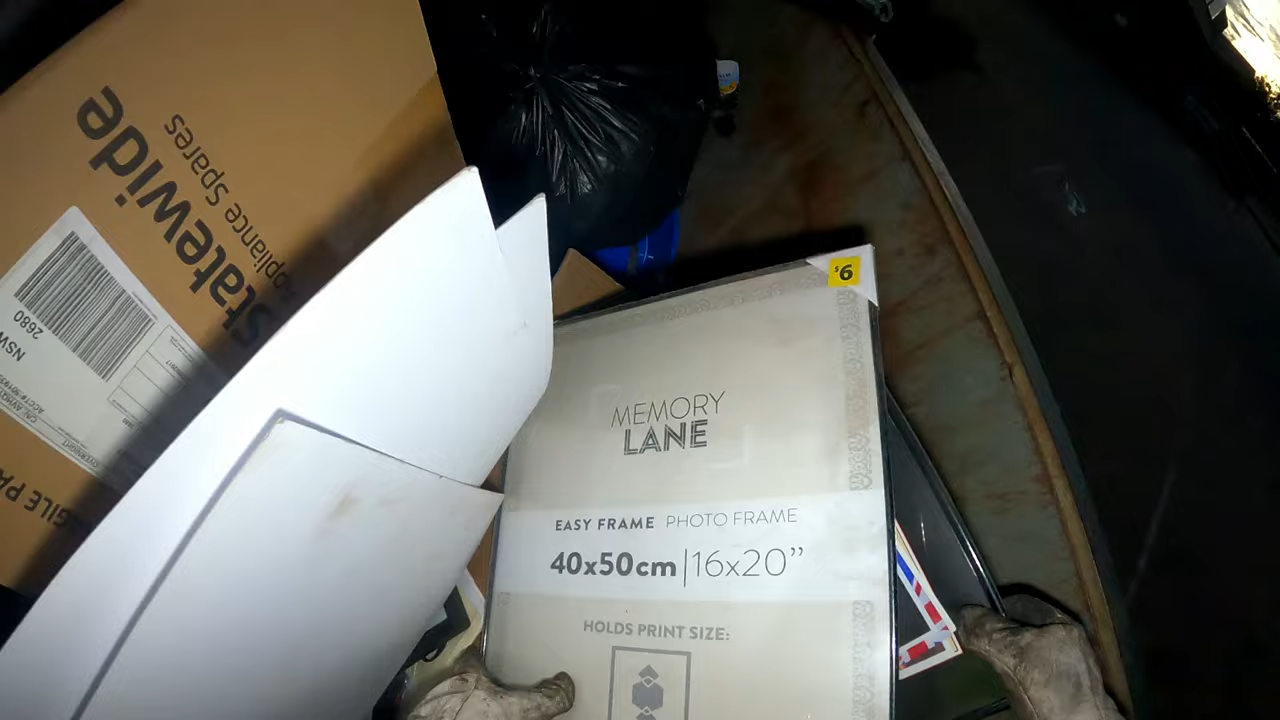 Statewide
Appliance Spares
NSW
2680
$6
MEMORY
LANE
EASY FRAME PHOTO FRAME
40x50cm|16x20”
HOLDS PRINT SIZE: